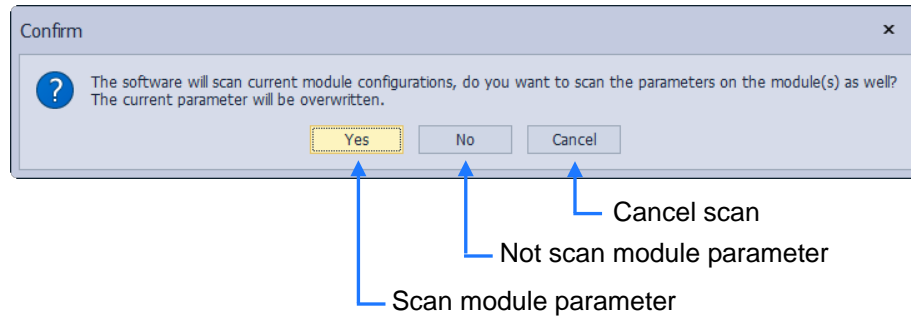 Confirm
The software will scan current module configurations, do you want to scan the parameters on the module(s) as well?
The current parameter will be overwritten.
Yes No Cancel
Cancel scan
Not scan module parameter
Scan module parameter